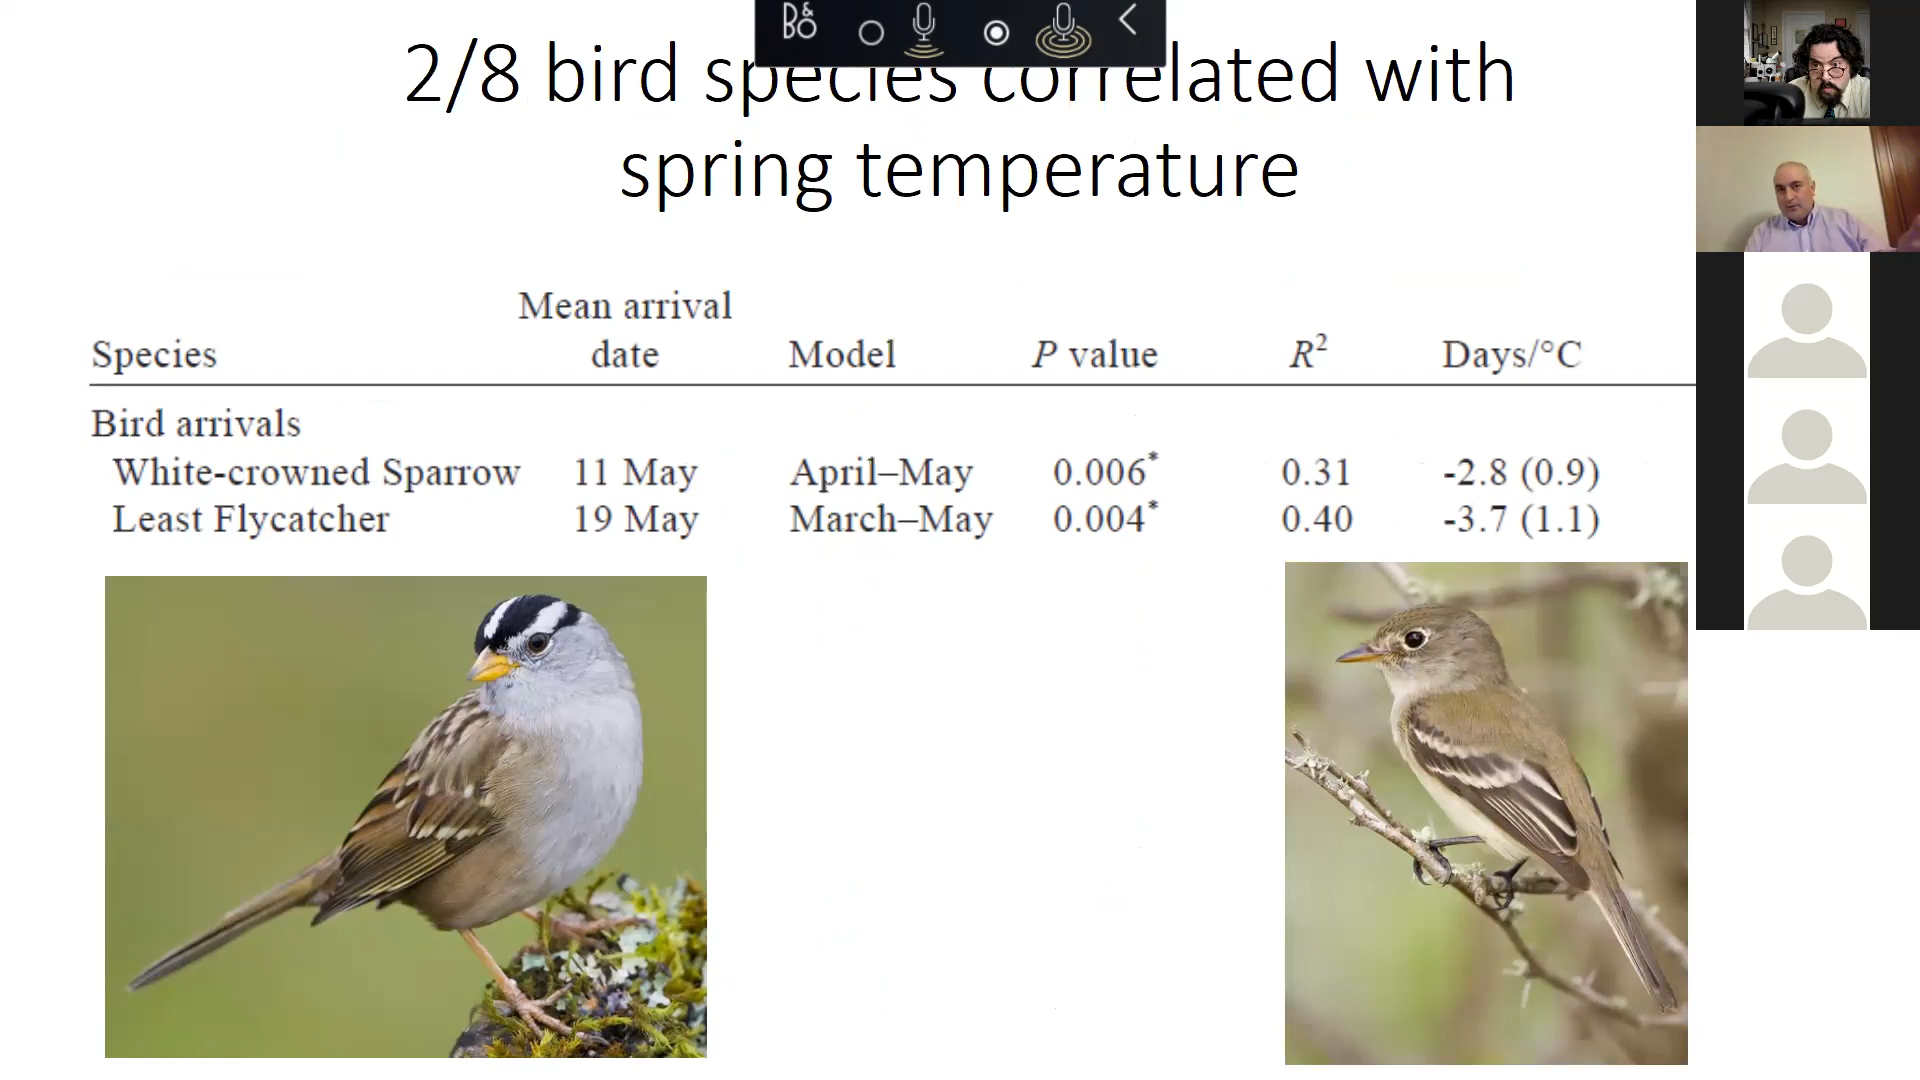 B&O
2/8 bird species correlated with
spring temperature
Mean arrival
Species date Model P value R² Days/°C
Bird arrivals
White-crowned Sparrow 11 May April–May 0.006* 0.31 -2.8 (0.9)
Least Flycatcher 19 May March–May 0.004* 0.40 -3.7 (1.1)